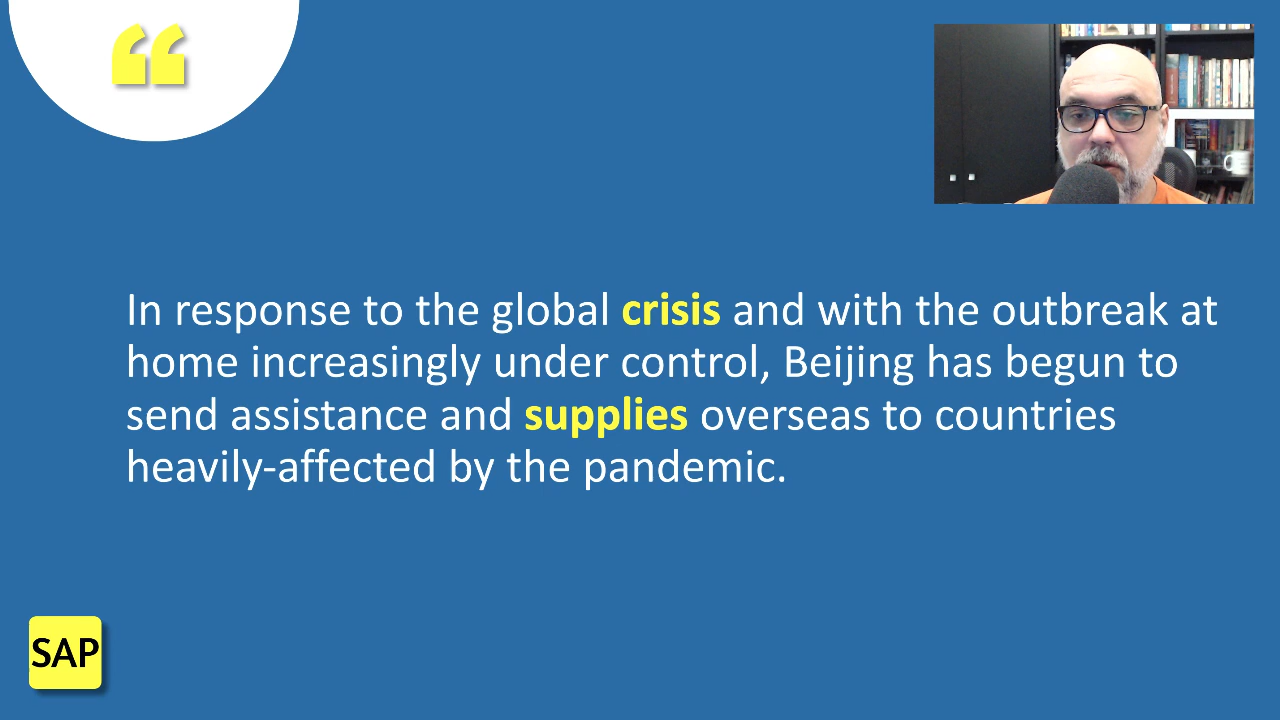 “
In response to the global crisis and with the outbreak at
home increasingly under control, Beijing has begun to
send assistance and supplies overseas to countries
heavily-affected by the pandemic.
SAP